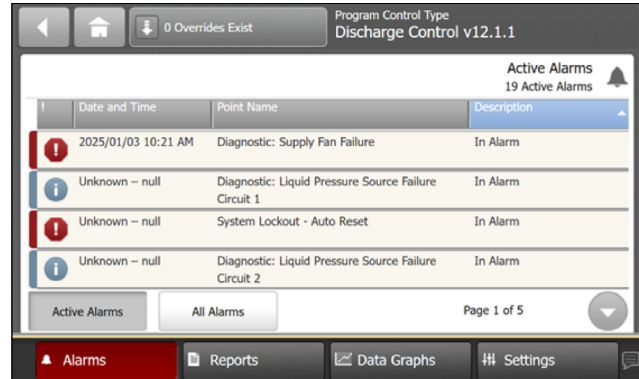 0 Overrides Exist
Program Control Type
Discharge Control v12.1.1
Active Alarms
19 Active Alarms
! Date and Time Point Name Description
2025/01/03 10:21 AM Diagnostic: Supply Fan Failure In Alarm
Unknown – null Diagnostic: Liquid Pressure Source Failure In Alarm
Circuit 1
Unknown – null System Lockout - Auto Reset In Alarm
Unknown – null Diagnostic: Liquid Pressure Source Failure In Alarm
Circuit 2
Active Alarms All Alarms Page 1 of 5
Alarms Reports Data Graphs Settings